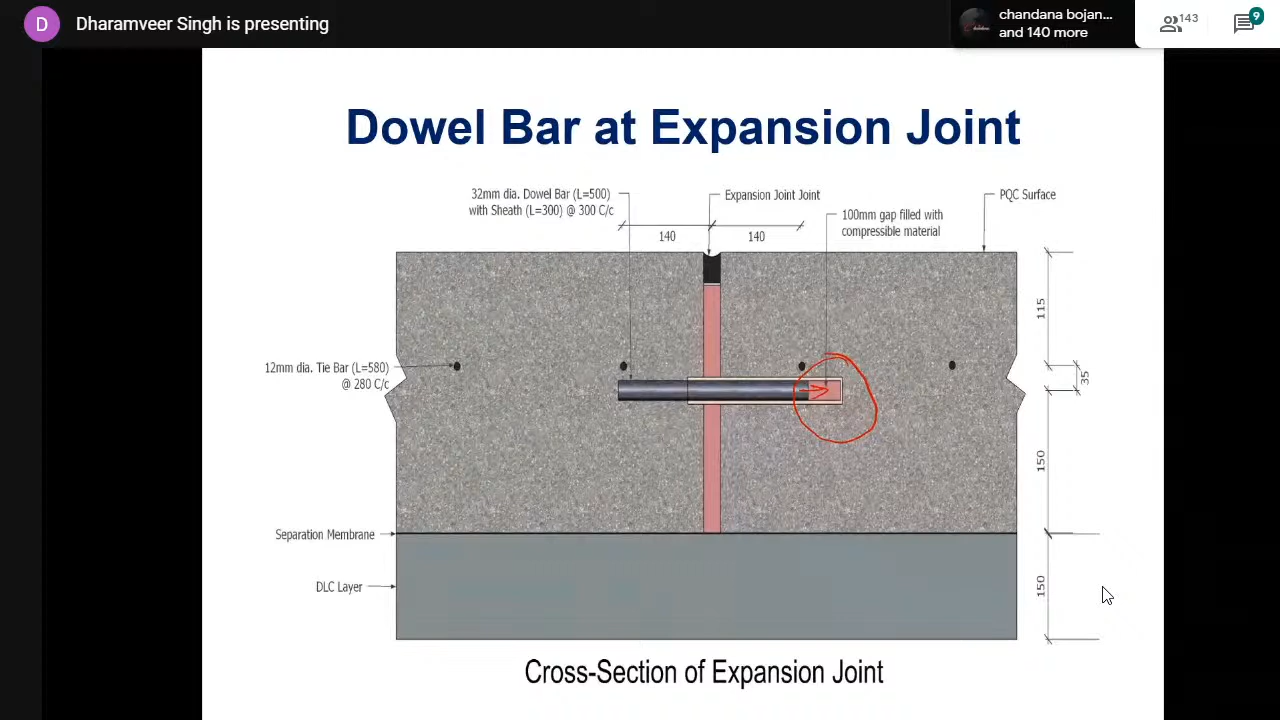 D
Dharamveer Singh is presenting
chandana bojan...
and 140 more
143
9
Dowel Bar at Expansion Joint
32mm dia. Dowel Bar (L=500)
with Sheath (L=300) @ 300 C/c
Expansion Joint Joint
100mm gap filled with
compressible material
PQC Surface
140
140
115
12mm dia. Tie Bar (L=580)
@ 280 C/c
35
150
Separation Membrane
DLC Layer
150
Cross-Section of Expansion Joint